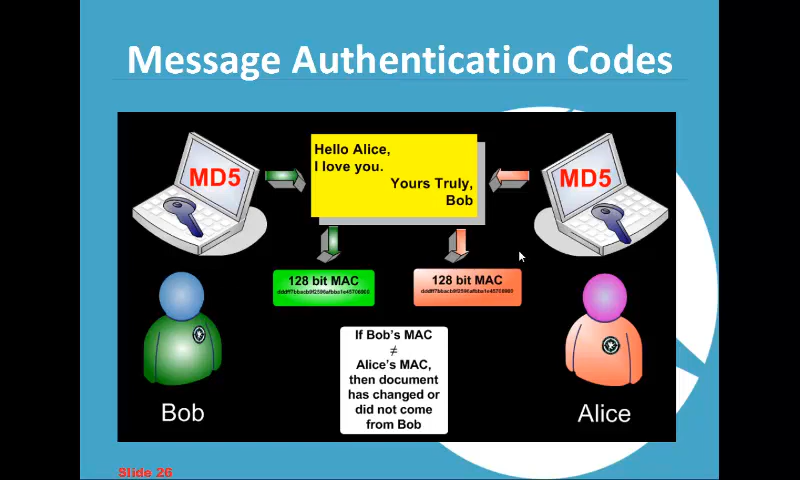 Message Authentication Codes
MD5
Hello Alice,
I love you.
Yours Truly,
Bob
MD5
128 bit MAC
128 bit MAC
If Bob's MAC
≠
Alice's MAC,
then document
has changed or
did not come
from Bob
Bob
Alice
Slide 26